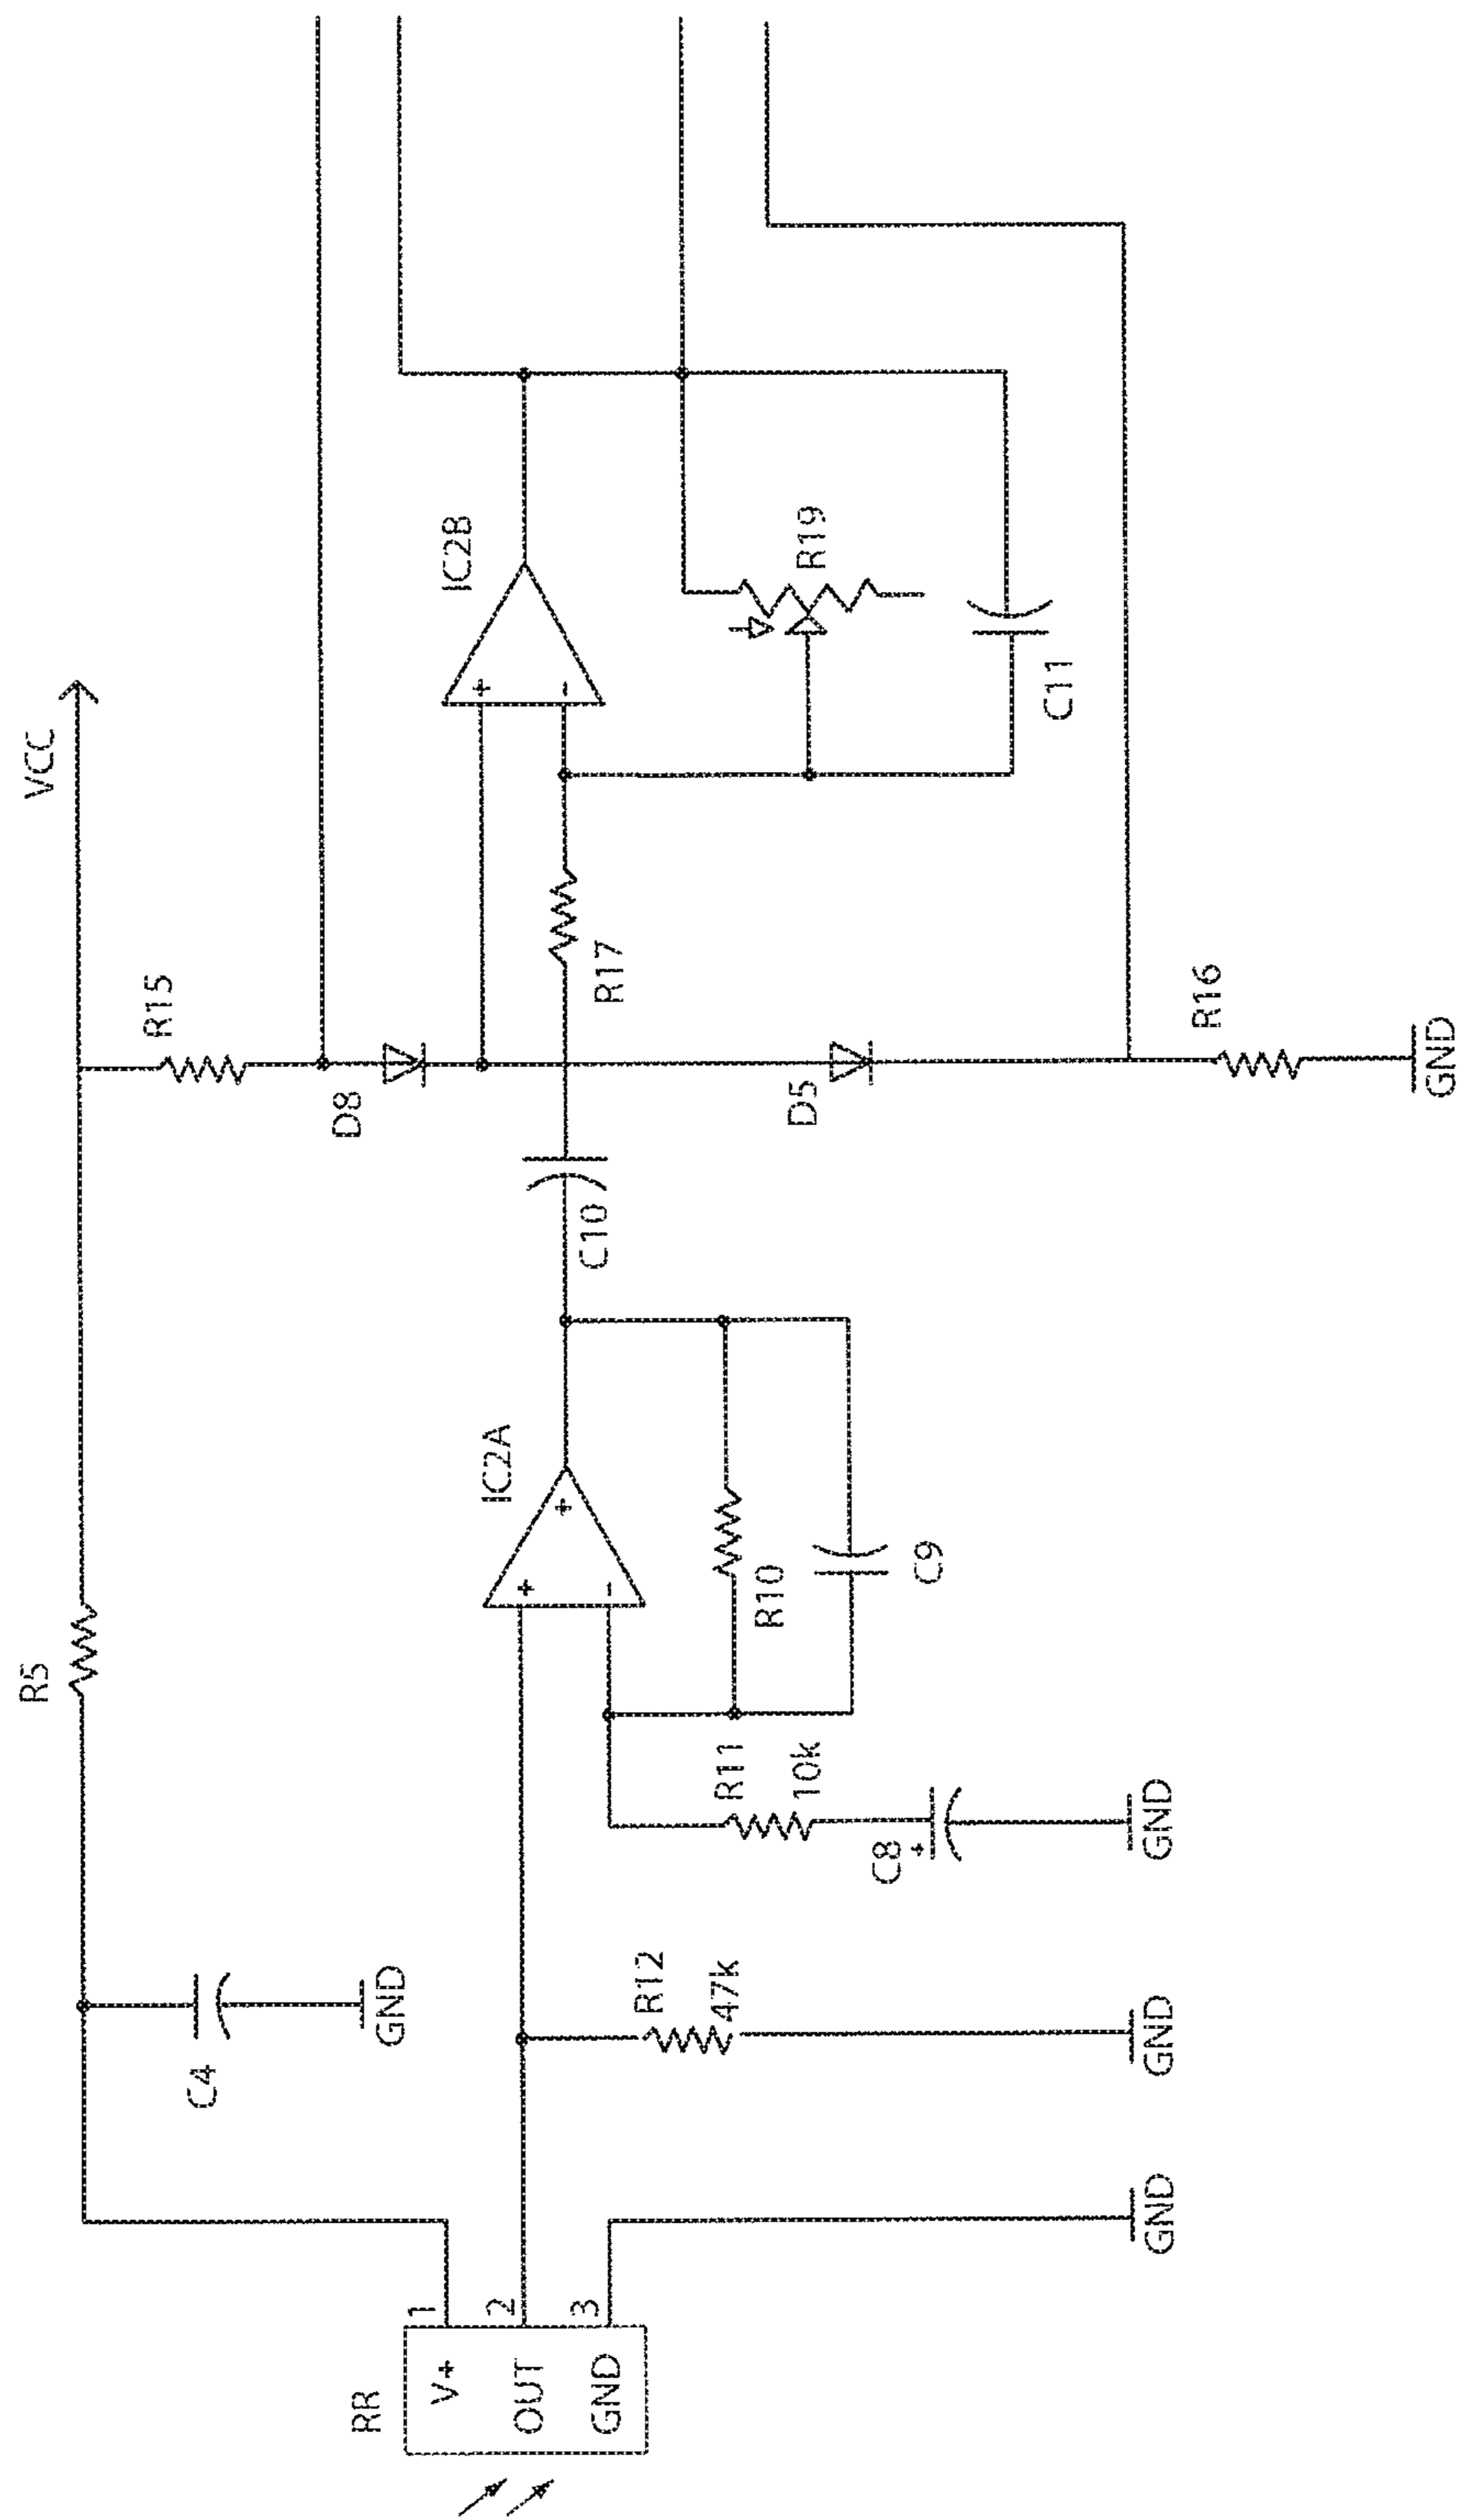 VCC
R5
R15
C4
GND
D8
IC2B
IC2A
+
-
+
+
-
R19
C10
R17
C11
D5
R10
C9
R12
47k
R11
10k
C8
+
R16
GND
GND
GND
GND
RR
V+
1
OUT
2
GND
3